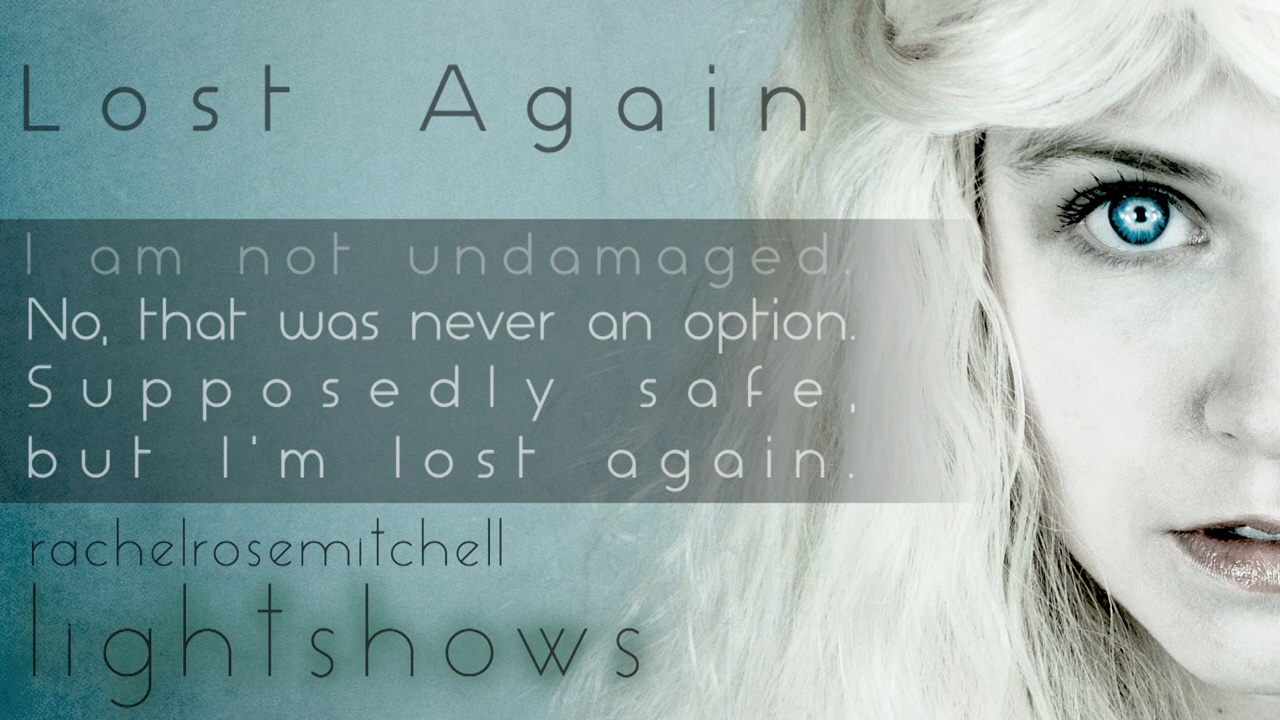 Lost Again
I am not undamaged.
No, that was never an option.
Supposedly safe,
but I'm lost again.
rachelrosemitchell
lightshows